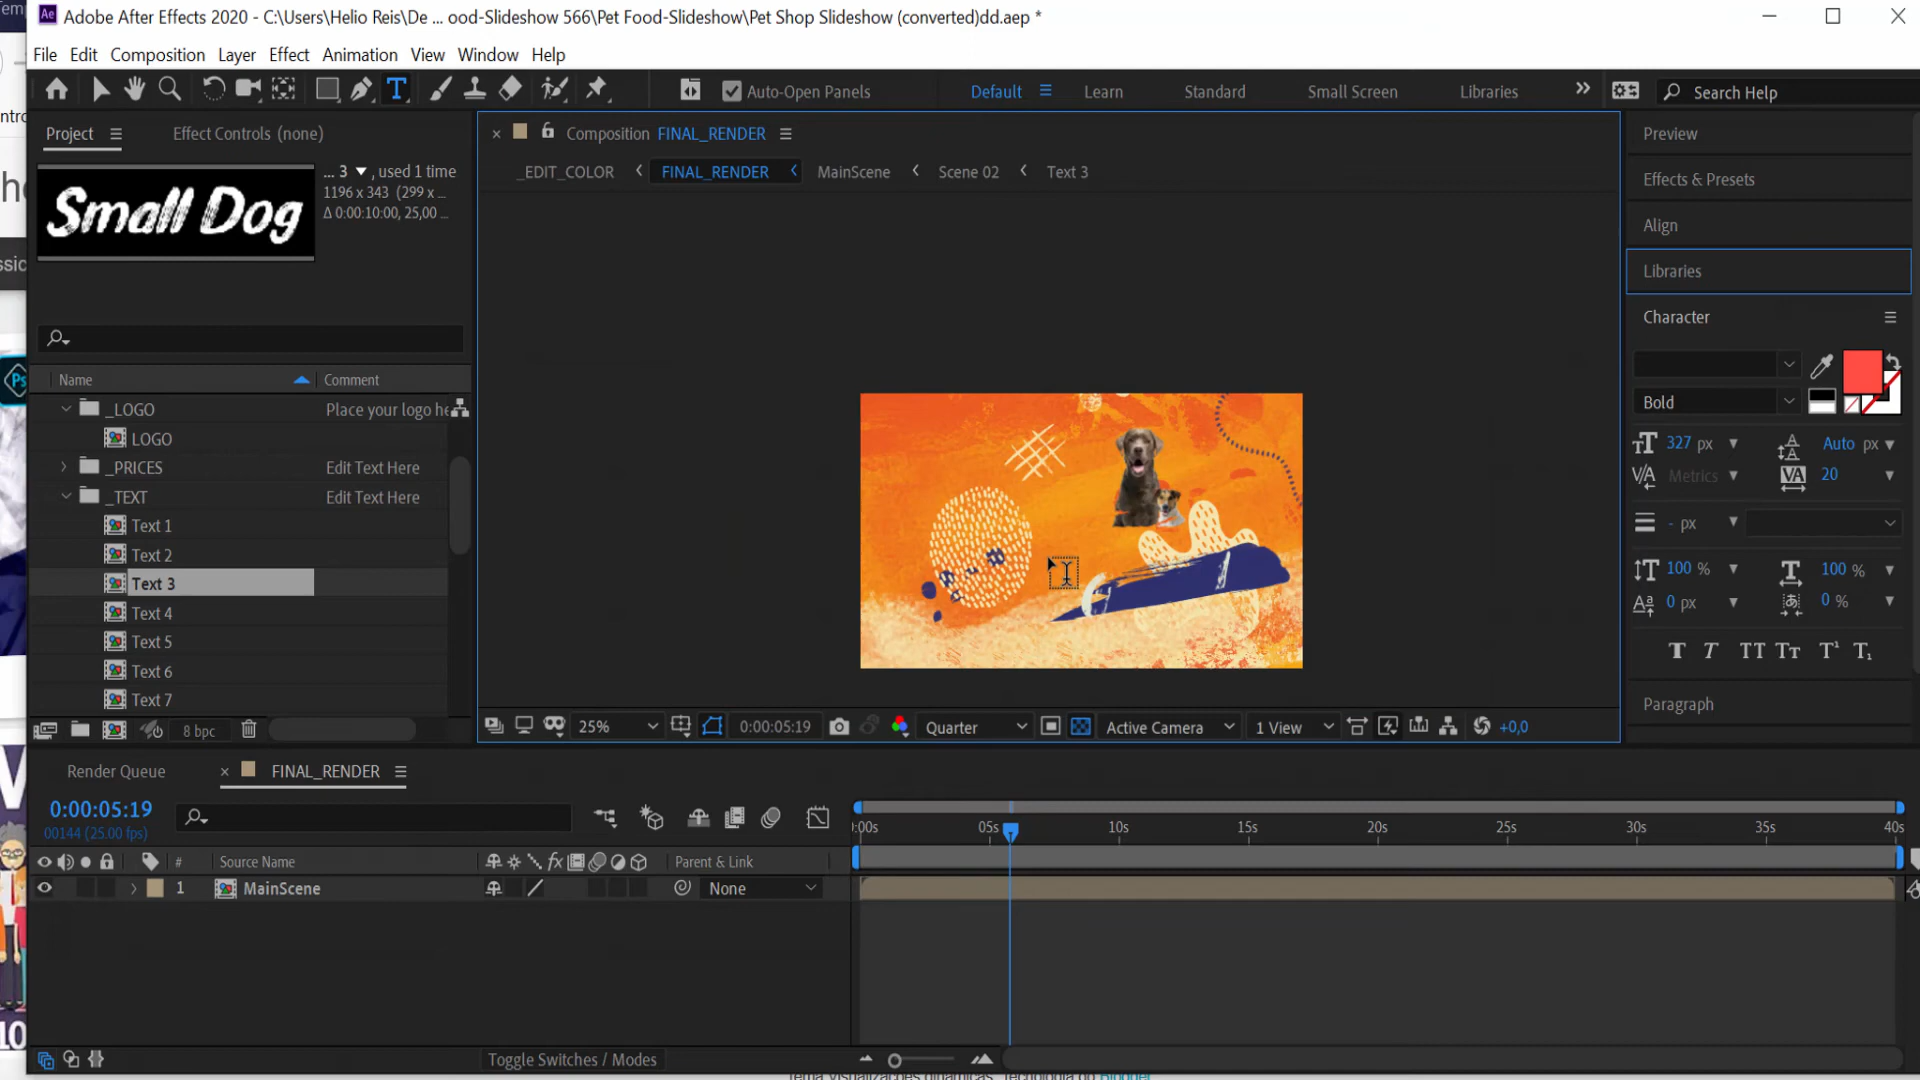 Adobe After Effects 2020 - C:\Users\Helio Reis\De ... ood-Slideshow 566\Pet Food-Slideshow\Pet Shop Slideshow (converted)dd.aep *
File Edit Composition Layer Effect Animation View Window Help
Auto-Open Panels Default Learn Standard Small Screen Libraries Search Help
Project Effect Controls (none)
Small Dog
... 3 , used 1 time
1196 x 343 (299 x ...
Δ 0:00:10:00, 25,00 ...
Name Comment
_LOGO Place your logo he
LOGO
_PRICES Edit Text Here
_TEXT Edit Text Here
Text 1
Text 2
Text 3
Text 4
Text 5
Text 6
Text 7
8 bpc
Composition FINAL_RENDER
_EDIT_COLOR FINAL_RENDER MainScene Scene 02 Text 3
25% 0:00:05:19 Quarter Active Camera 1 View +0,0
Preview
Effects & Presets
Align
Libraries
Character
Bold
327 px Auto px
Metrics 20
- px
100 % 100 %
0 px 0 %
Paragraph
Render Queue FINAL_RENDER
0:00:05:19
00144 (25.00 fps)
:00s 05s 10s 15s 20s 25s 30s 35s 40s
# Source Name Parent & Link
1 MainScene None
Toggle Switches / Modes